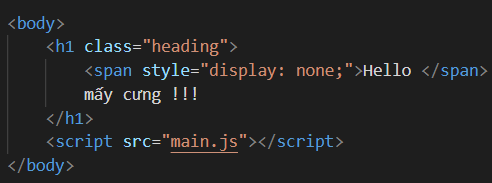 <body>
<h1 class="heading">
<span style="display: none;">Hello </span>
mấy cưng !!!
</h1>
<script src="main.js"></script>
</body>